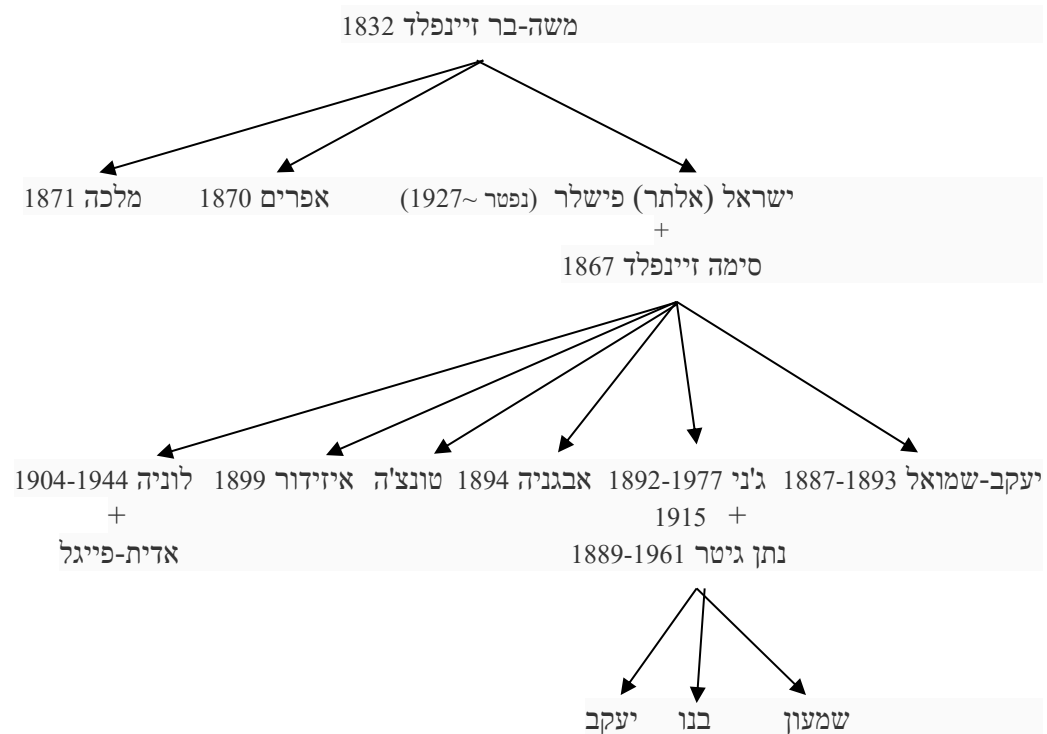 משה-בר זיינפלד 1832
ישראל (אלתר) פישלר (נפטר ~1927) אפרים 1870 מלכה 1871
+
סימה זיינפלד 1867
יעקב-שמואל 1887-1893 ג'ני 1892-1977 אבגניה 1894 טונצ'ה איזידור 1899 לוניה 1904-1944
+ 1915 +
נתן גיטר 1889-1961 אדית-פייגל
שמעון בנו יעקב